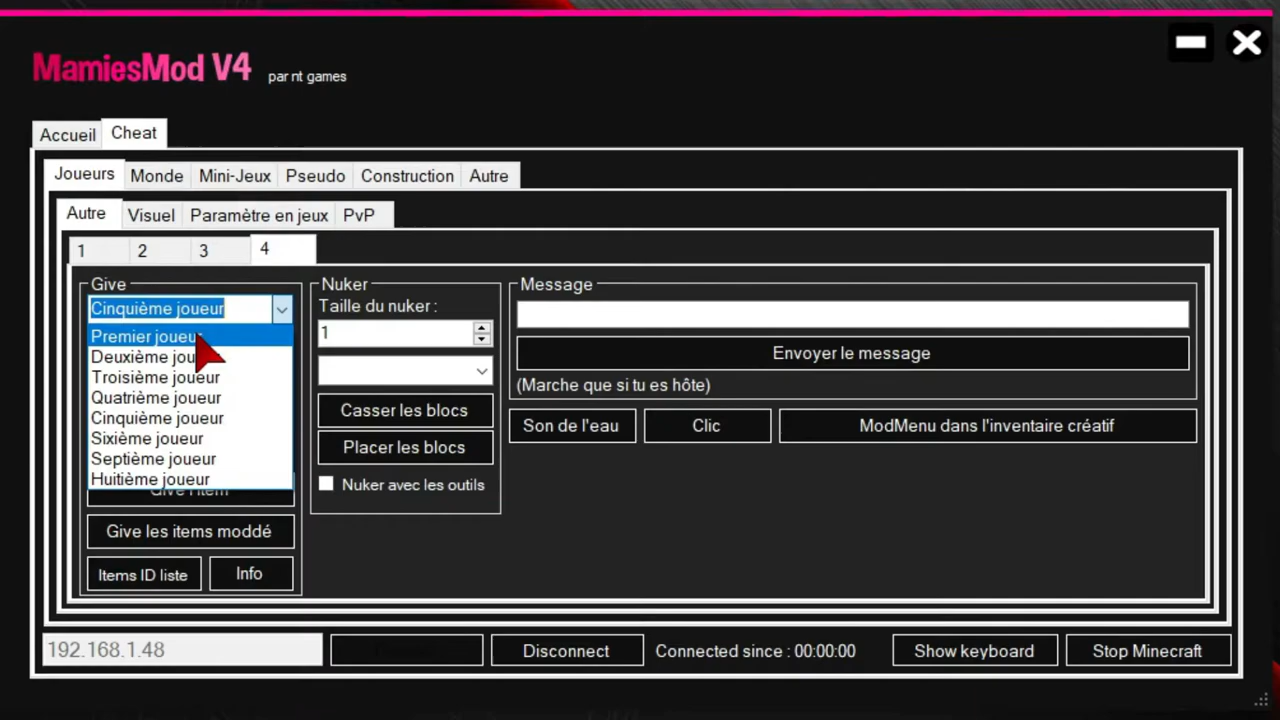 MamiesMod V4 par nt games
Accueil Cheat
Joueurs Monde Mini-Jeux Pseudo Construction Autre
Autre Visuel Paramètre en jeux PvP
1 2 3 4
Give
Cinquième joueur
Premier joueur
Deuxième
Troisième joueur
Quatrième joueur
Cinquième joueur
Sixième joueur
Septième joueur
Huitième joueur
Give l'item
Give les items moddé
Items ID liste Info
Nuker
Taille du nuker :
1
Casser les blocs
Placer les blocs
Nuker avec les outils
Message
Envoyer le message
(Marche que si tu es hôte)
Son de l'eau Clic ModMenu dans l'inventaire créatif
192.168.1.48 Disconnect Connected since : 00:00:00 Show keyboard Stop Minecraft